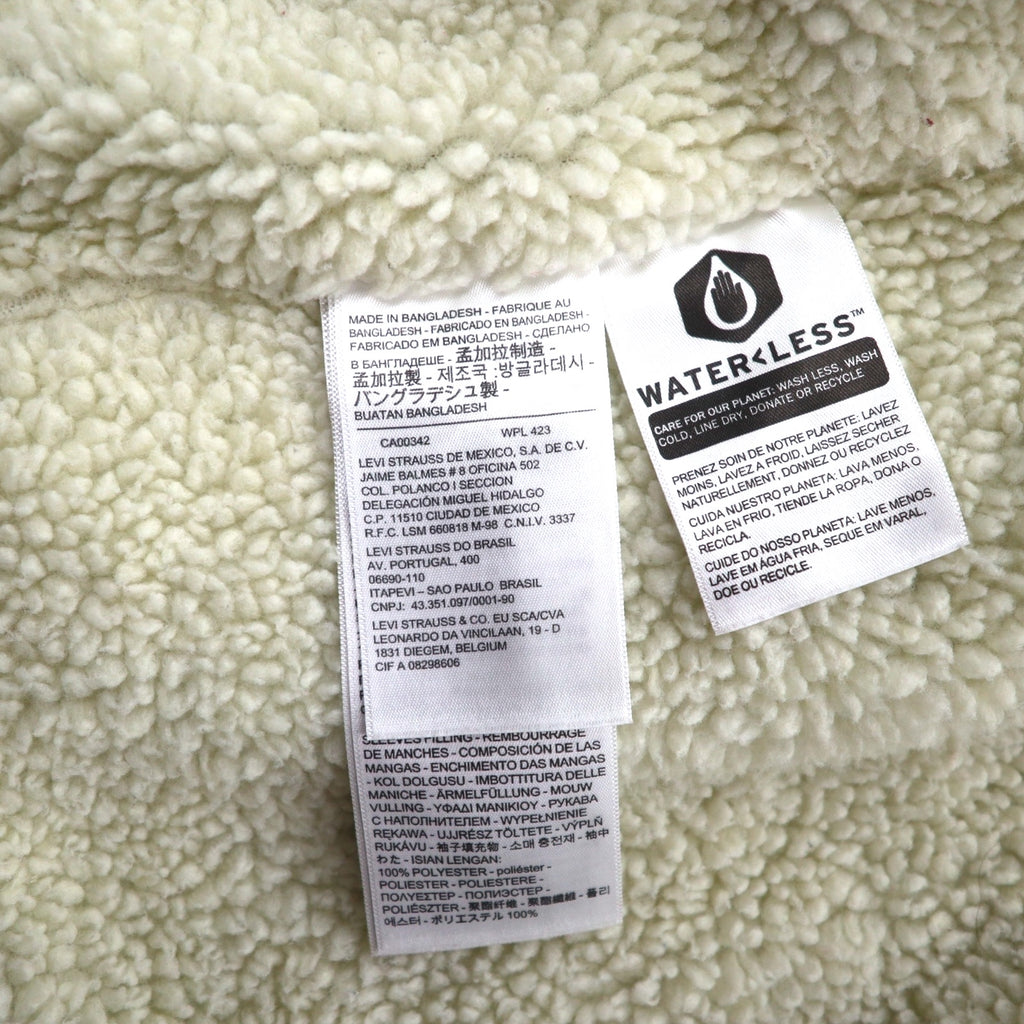 MADE IN BANGLADESH - FABRIQUE AU
BANGLADESH - FABRICADO EN BANGLADESH -
FABRICADO EM BANGLADESH - СДЕЛАНО
В БАНГЛАДЕШЕ - 孟加拉制造 -
孟加拉製 - 제조국 :방글라데시 -
バングラデシュ製 -
BUATAN BANGLADESH
CA00342 WPL 423
LEVI STRAUSS DE MEXICO, S.A. DE C.V.
JAIME BALMES # 8 OFICINA 502
COL. POLANCO I SECCION
DELEGACIÓN MIGUEL HIDALGO
C.P. 11510 CIUDAD DE MEXICO
R.F.C. LSM 660818 M-98 C.N.I.V. 3337
LEVI STRAUSS DO BRASIL
AV. PORTUGAL, 400
06690-110
ITAPEVI – SAO PAULO BRASIL
CNPJ: 43.351.097/0001-90
LEVI STRAUSS & CO. EU SCA/CVA
LEONARDO DA VINCILAAN, 19 - D
1831 DIEGEM, BELGIUM
CIF A 08298606
SLEEVES FILLING - REMBOURRAGE
DE MANCHES - COMPOSICIÓN DE LAS
MANGAS - ENCHIMENTO DAS MANGAS
- KOL DOLGUSU - IMBOTTITURA DELLE
MANICHE - ÄRMELFÜLLUNG - MOUW
VULLING - ΥΦΑΔΙ ΜΑΝΙΚΙΟΥ - РУКАВА
С НАПОЛНИТЕЛЕМ - WYPEŁNIENIE
RĘKAWA - UJJRÉSZ TÖLTETE - VÝPLŇ
RUKÁVU - 袖子填充物 - 소매 충전재 - 袖中
わた - ISIAN LENGAN:
100% POLYESTER - poliéster -
POLIESTER - POLIESTERE -
ΠΟΛΥΕΣΤΕΡ - ПОЛИЭСТЕР -
POLIÉSZTER - 聚酯纤维 - 聚酯纖維 - 폴리
에스터 - ポリエステル 100%
WATER<LESS™
CARE FOR OUR PLANET: WASH LESS, WASH
COLD, LINE DRY, DONATE OR RECYCLE
PRENEZ SOIN DE NOTRE PLANETE: LAVEZ
MOINS, LAVEZ A FROID, LAISSEZ SECHER
NATURELLEMENT, DONNEZ OU RECYCLEZ
CUIDA NUESTRO PLANETA: LAVA MENOS,
LAVA EN FRIO, TIENDE LA ROPA, DONA O
RECICLA.
CUIDE DO NOSSO PLANETA: LAVE MENOS,
LAVE EM ÁGUA FRIA, SEQUE EM VARAL,
DOE OU RECICLE.